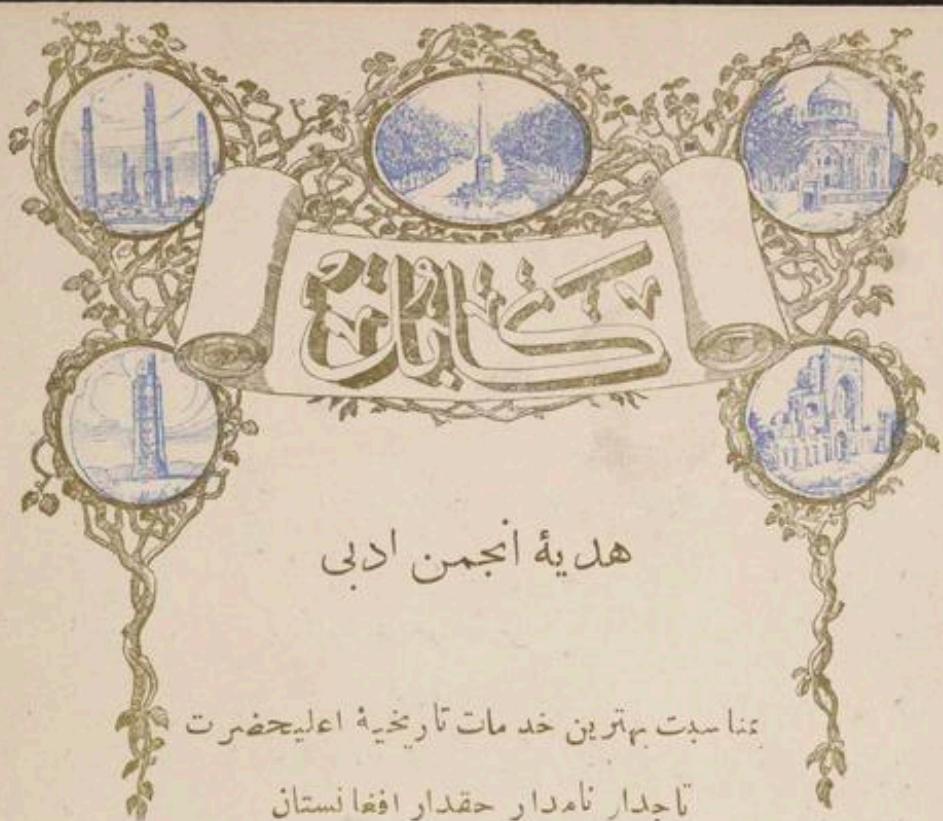 کابل
هدیهٔ انجمن ادبی
بمناسبت بهترین خدمات تاریخیهٔ اعلیحضرت
تاجدار نامدار حقدار افغانستان